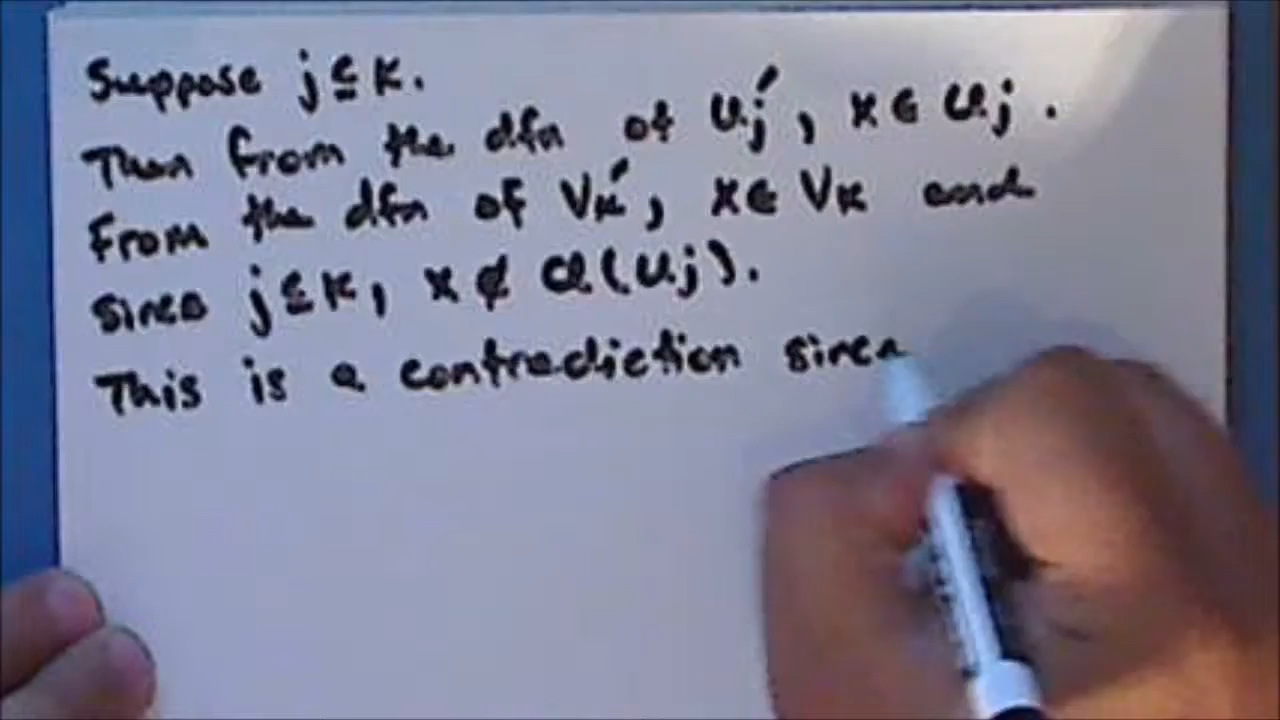 Suppose j ≤ k.
Then from the dfn of Uj', x ∈ Uj.
From the dfn of Vk', x ∈ Vk and
since j ≤ k, x ∉ Cl(Uj).
This is a contradiction since